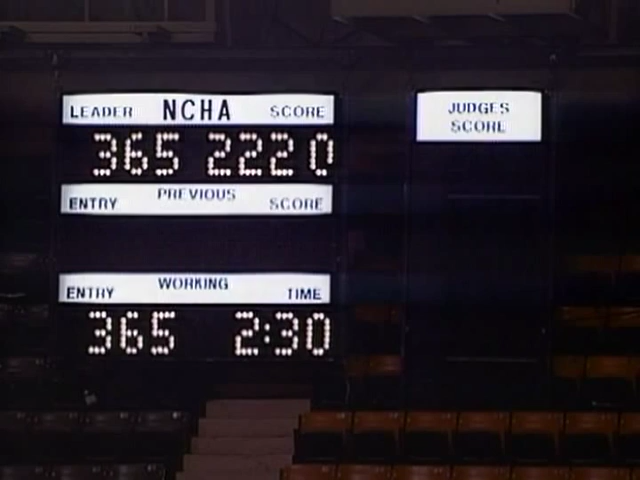 LEADER NCHA SCORE
365 222 0
PREVIOUS
ENTRY SCORE
WORKING
ENTRY TIME
365 2:30
JUDGES
SCORE